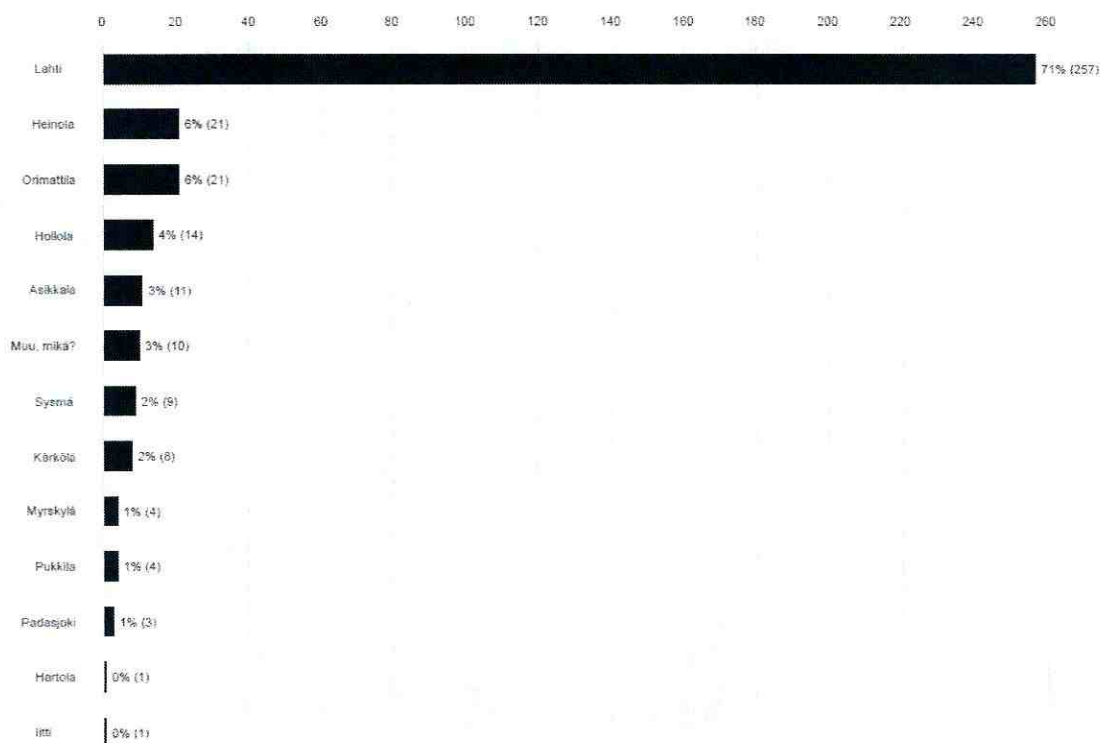 0 20 40 60 80 100 120 140 160 180 200 220 240 260
Lahti 71% (257)
Heinola 6% (21)
Orimattila 6% (21)
Hollola 4% (14)
Asikkala 3% (11)
Muu, mikä? 3% (10)
Sysmä 2% (9)
Kärkölä 2% (8)
Myrskylä 1% (4)
Pukkila 1% (4)
Padasjoki 1% (3)
Hartola 0% (1)
Iitti 0% (1)